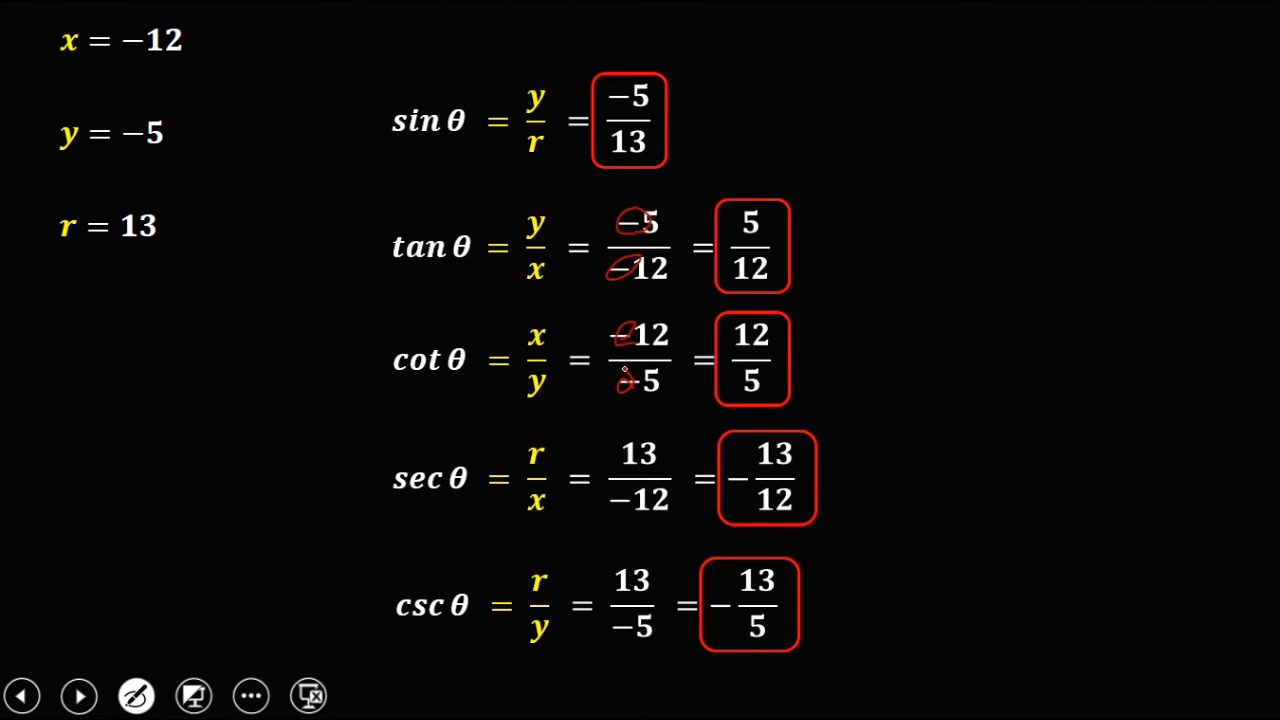 x = −12
y = −5
r = 13
sin θ = y/r = −5/13
tan θ = y/x = −5/−12 = 5/12
cot θ = x/y = −12/−5 = 12/5
sec θ = r/x = 13/−12 = −13/12
csc θ = r/y = 13/−5 = −13/5